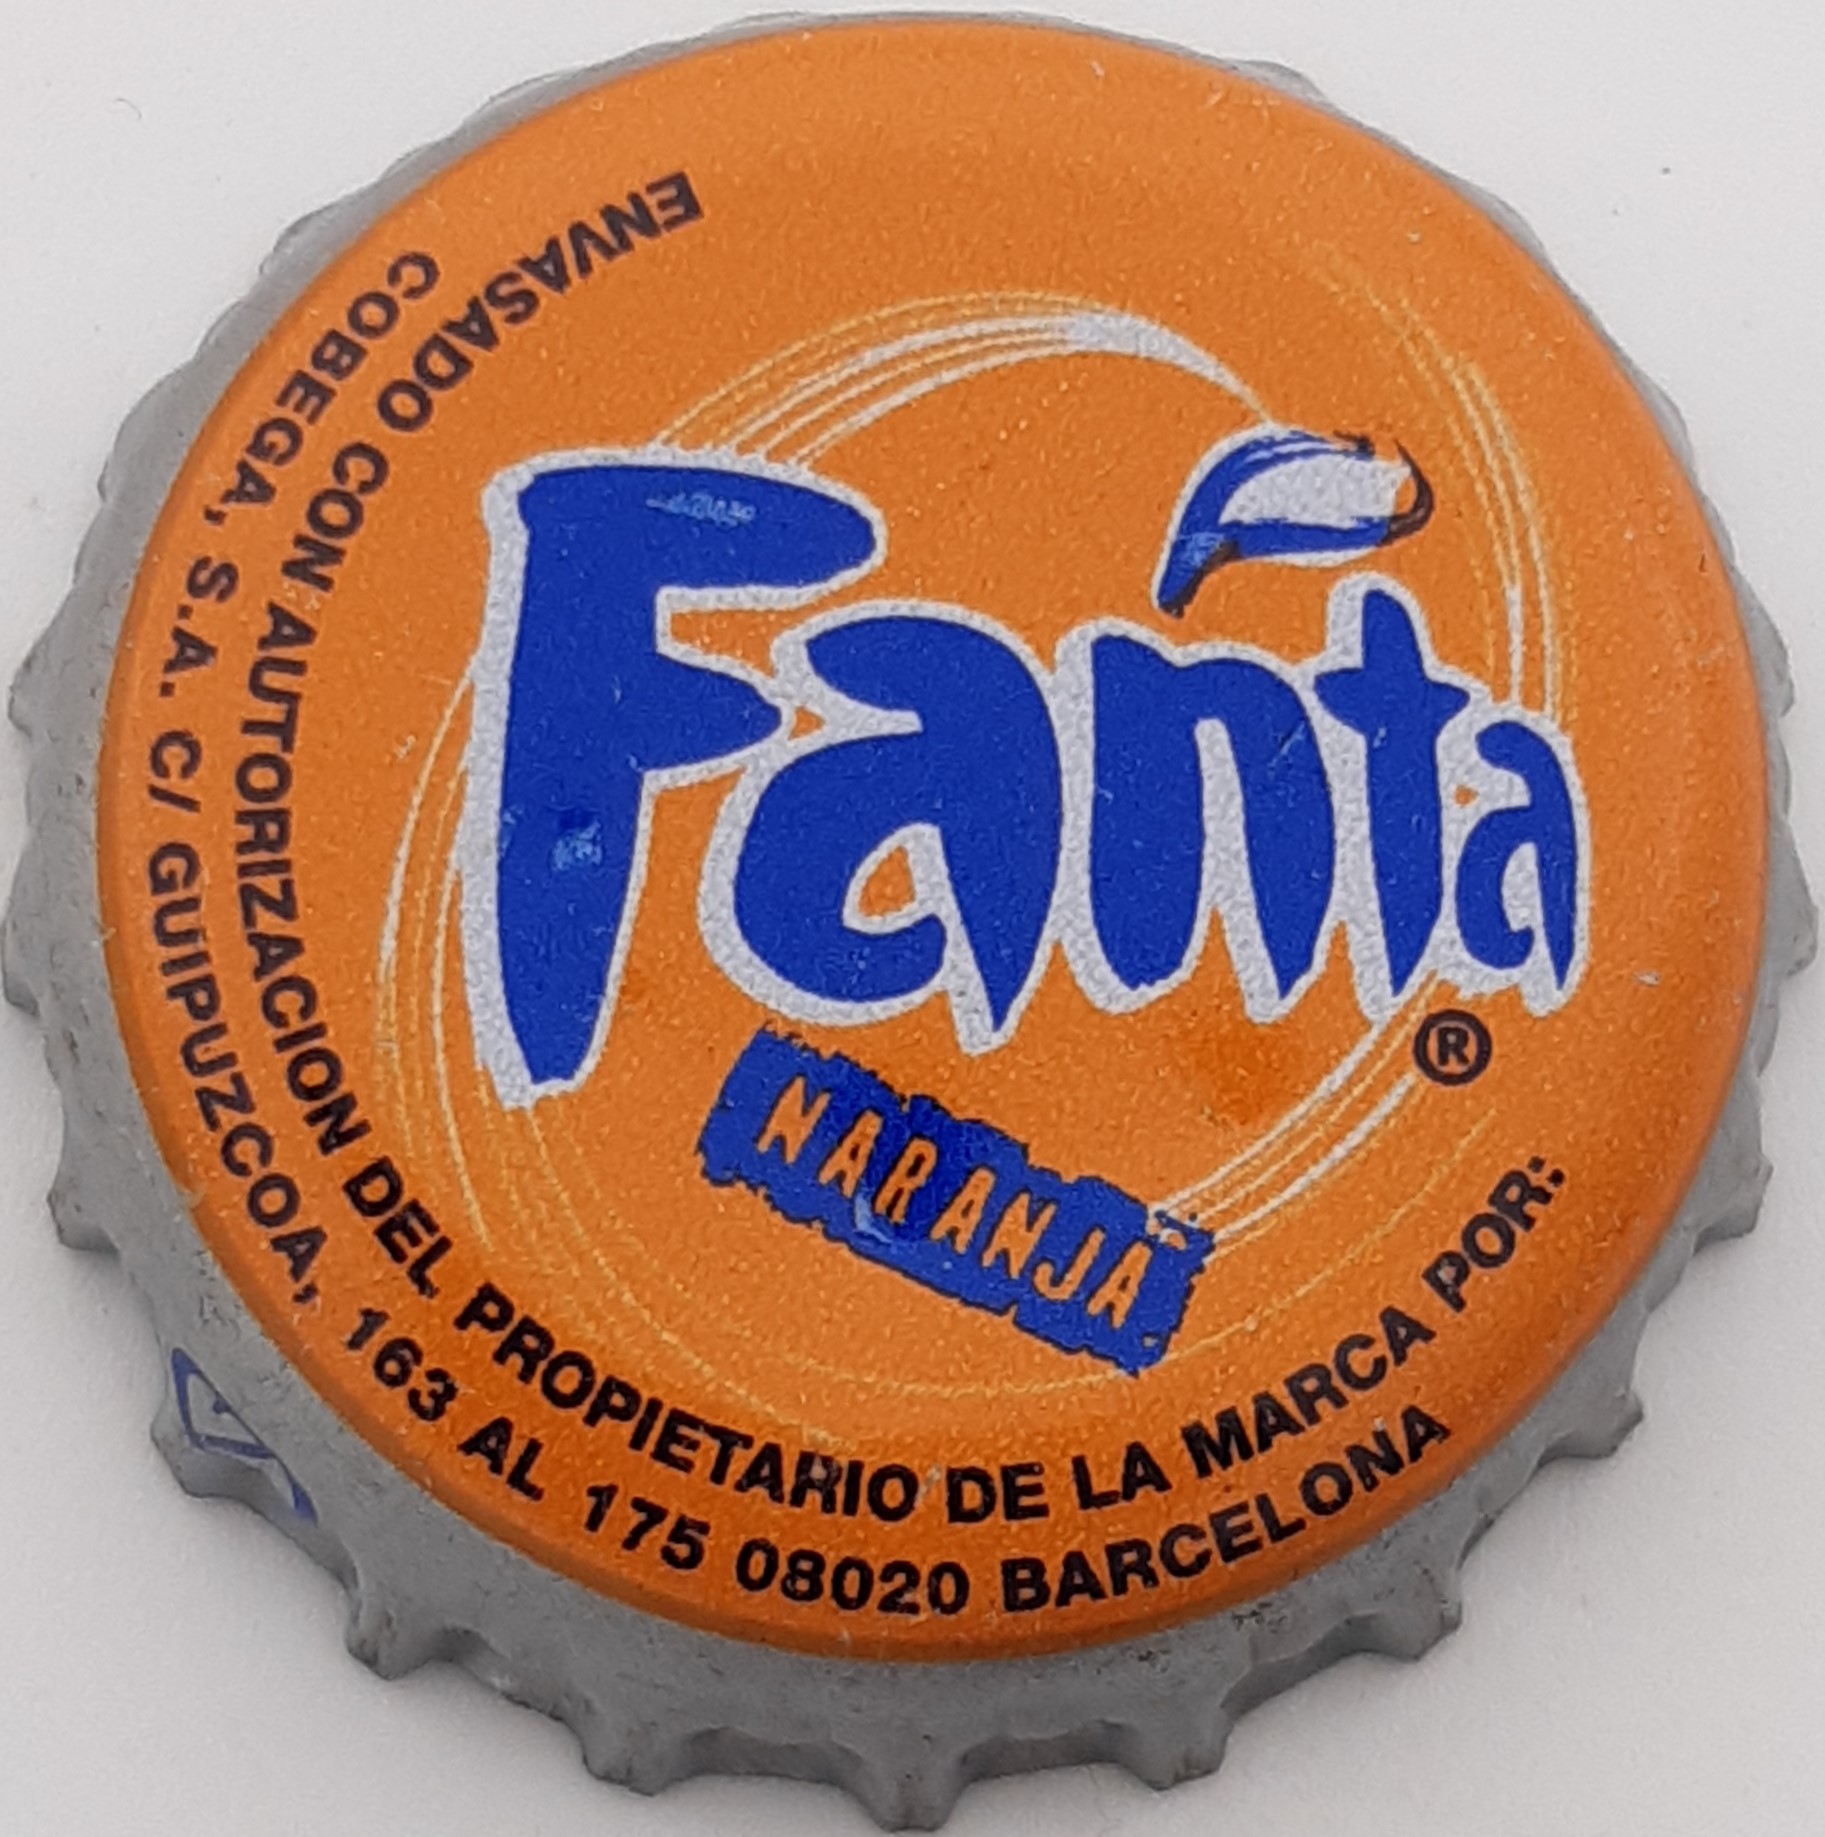 Fanta
®
NARANJA
ENVASADO CON AUTORIZACION DEL PROPIETARIO DE LA MARCA POR:
COBEGA, S.A. C/ GUIPUZCOA, 163 AL 175 08020 BARCELONA